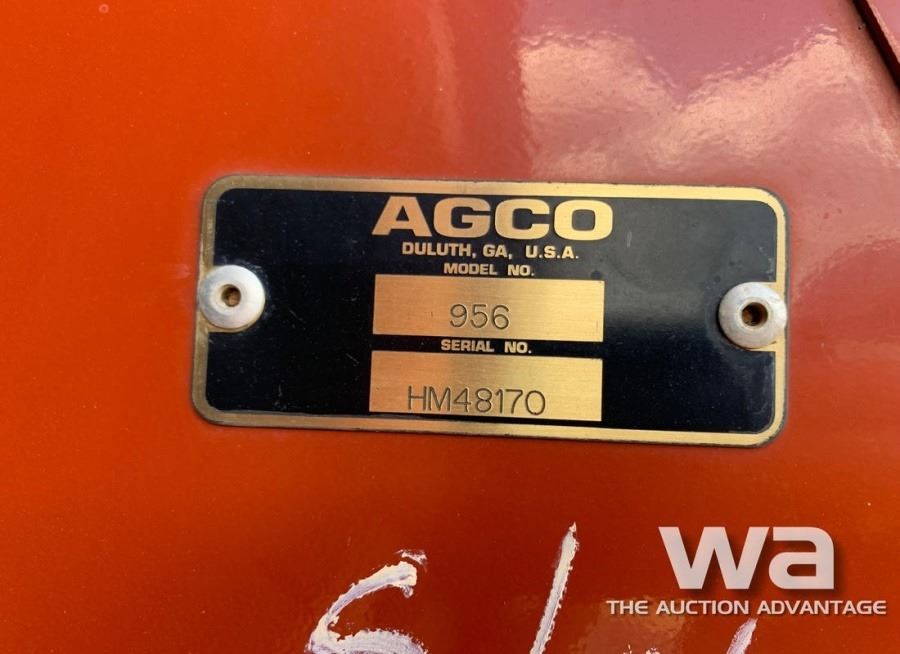 AGCO
DULUTH, GA, U.S.A.
MODEL NO.
956
SERIAL NO.
HM48170
wa
THE AUCTION ADVANTAGE